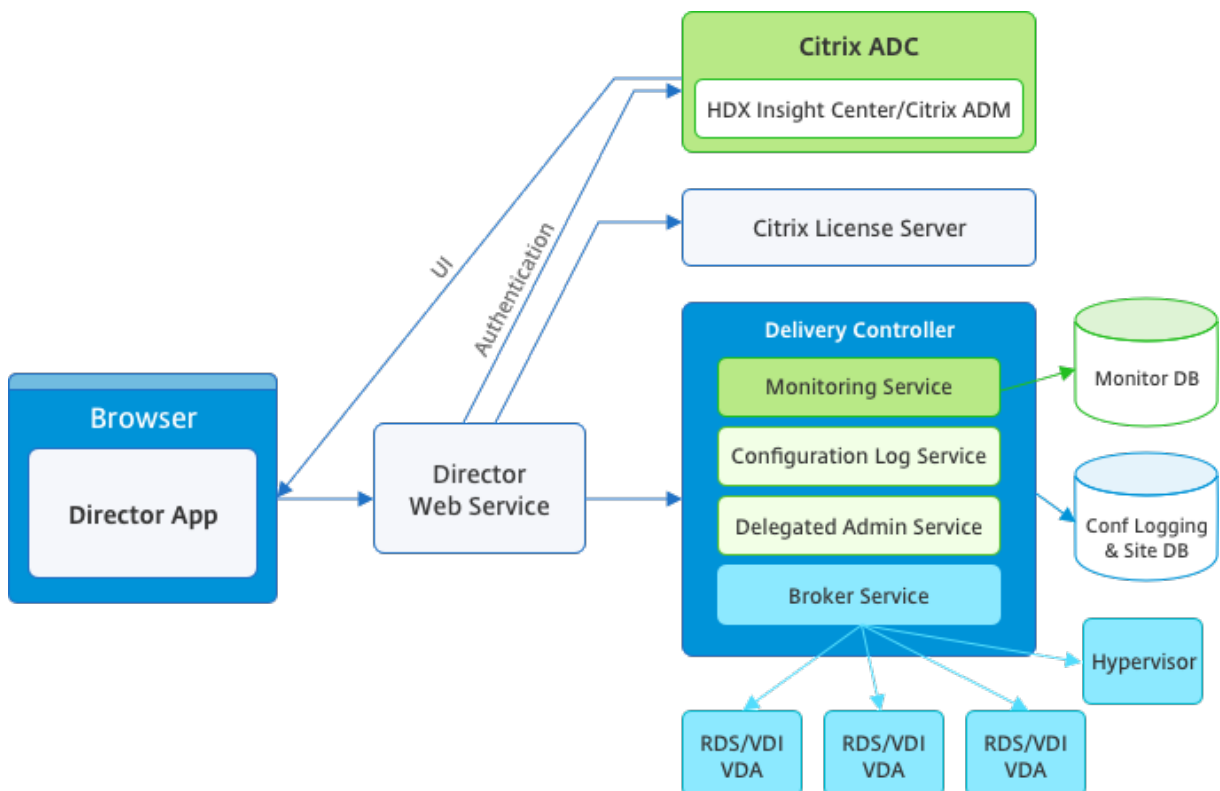 Citrix ADC
HDX Insight Center/Citrix ADM
Citrix License Server
UI
Authentication
Delivery Controller
Monitoring Service
Configuration Log Service
Delegated Admin Service
Broker Service
Monitor DB
Conf Logging
& Site DB
Browser
Director App
Director
Web Service
Hypervisor
RDS/VDI
VDA
RDS/VDI
VDA
RDS/VDI
VDA